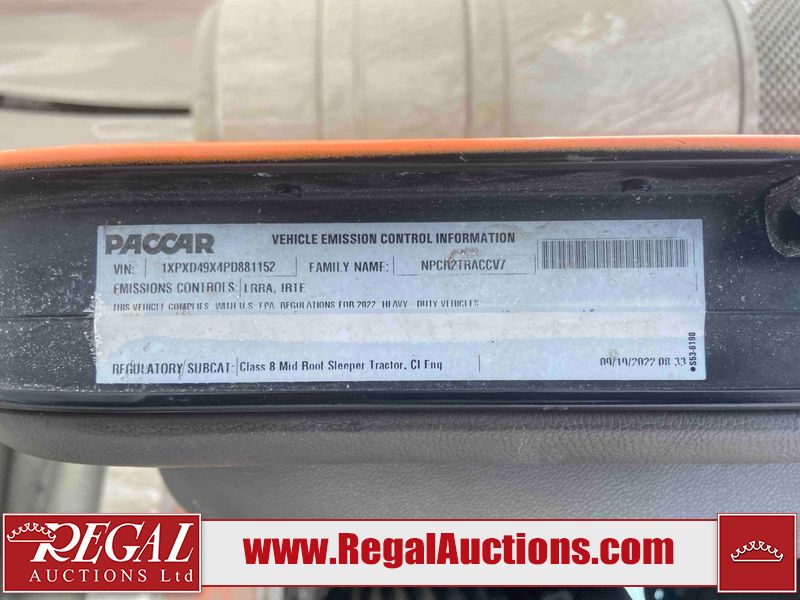 PACCAR VEHICLE EMISSION CONTROL INFORMATION
VIN: 1XPXD49X4PD881152 FAMILY NAME: NPCR2TRACCV7
EMISSIONS CONTROLS: LRRA, IRTE
THIS VEHICLE COMPLIES WITH U.S. EPA REGULATIONS FOR 2022 HEAVY-DUTY VEHICLES
REGULATORY SUBCAT: Class 8 Mid Roof Sleeper Tractor, CI Eng 09/19/2022 08:33
S53-6198
REGAL
AUCTIONS Ltd
www.RegalAuctions.com